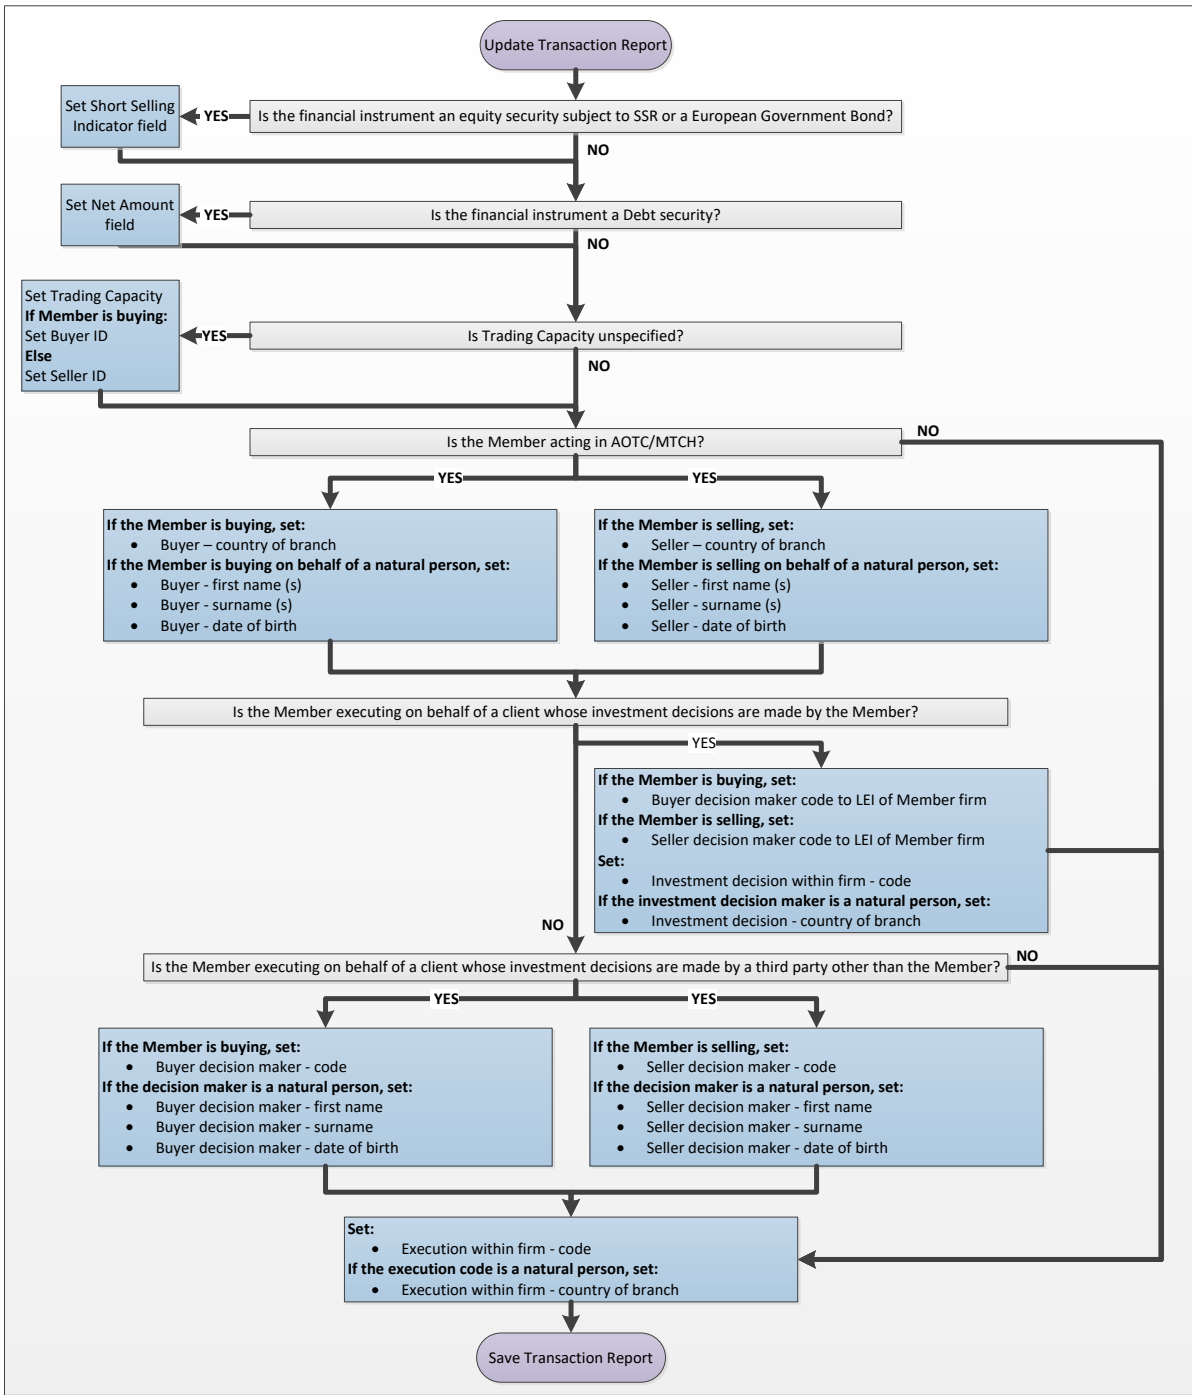 Update Transaction Report
Set Short Selling
Indicator field
YES
Is the financial instrument an equity security subject to SSR or a European Government Bond?
NO
Set Net Amount
field
YES
Is the financial instrument a Debt security?
NO
Set Trading Capacity
If Member is buying:
Set Buyer ID
Else
Set Seller ID
YES
Is Trading Capacity unspecified?
NO
Is the Member acting in AOTC/MTCH?
NO
YES
YES
If the Member is buying, set:
• Buyer – country of branch
If the Member is buying on behalf of a natural person, set:
• Buyer - first name (s)
• Buyer - surname (s)
• Buyer - date of birth
If the Member is selling, set:
• Seller – country of branch
If the Member is selling on behalf of a natural person, set:
• Seller - first name (s)
• Seller - surname (s)
• Seller - date of birth
Is the Member executing on behalf of a client whose investment decisions are made by the Member?
YES
If the Member is buying, set:
• Buyer decision maker code to LEI of Member firm
If the Member is selling, set:
• Seller decision maker code to LEI of Member firm
Set:
• Investment decision within firm - code
If the investment decision maker is a natural person, set:
• Investment decision - country of branch
NO
Is the Member executing on behalf of a client whose investment decisions are made by a third party other than the Member?
NO
YES
YES
If the Member is buying, set:
• Buyer decision maker - code
If the decision maker is a natural person, set:
• Buyer decision maker - first name
• Buyer decision maker - surname
• Buyer decision maker - date of birth
If the Member is selling, set:
• Seller decision maker - code
If the decision maker is a natural person, set:
• Seller decision maker - first name
• Seller decision maker - surname
• Seller decision maker - date of birth
Set:
• Execution within firm - code
If the execution code is a natural person, set:
• Execution within firm - country of branch
Save Transaction Report